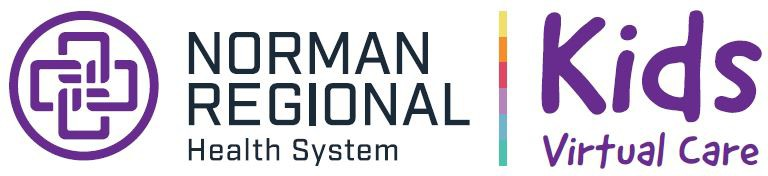 NORMAN
REGIONAL
Health System
Kids
Virtual Care